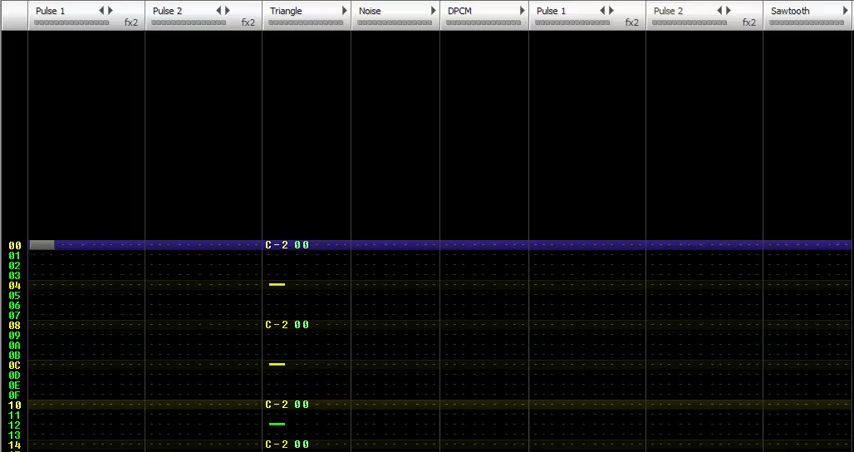 Pulse 1 Pulse 2 Triangle Noise DPCM Pulse 1 Pulse 2 Sawtooth
fx2 fx2 fx2 fx2
00 C-2 00
01
02
03
04
05
06
07
08 C-2 00
09
0A
0B
0C
0D
0E
0F
10 C-2 00
11
12
13
14 C-2 00